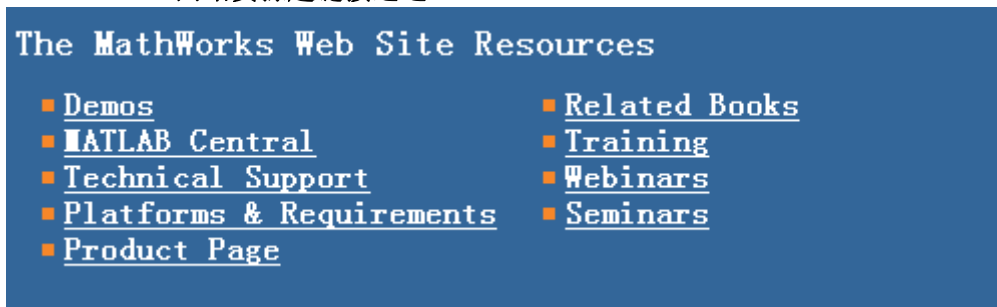 The MathWorks Web Site Resources
Demos
MATLAB Central
Technical Support
Platforms & Requirements
Product Page
Related Books
Training
Webinars
Seminars